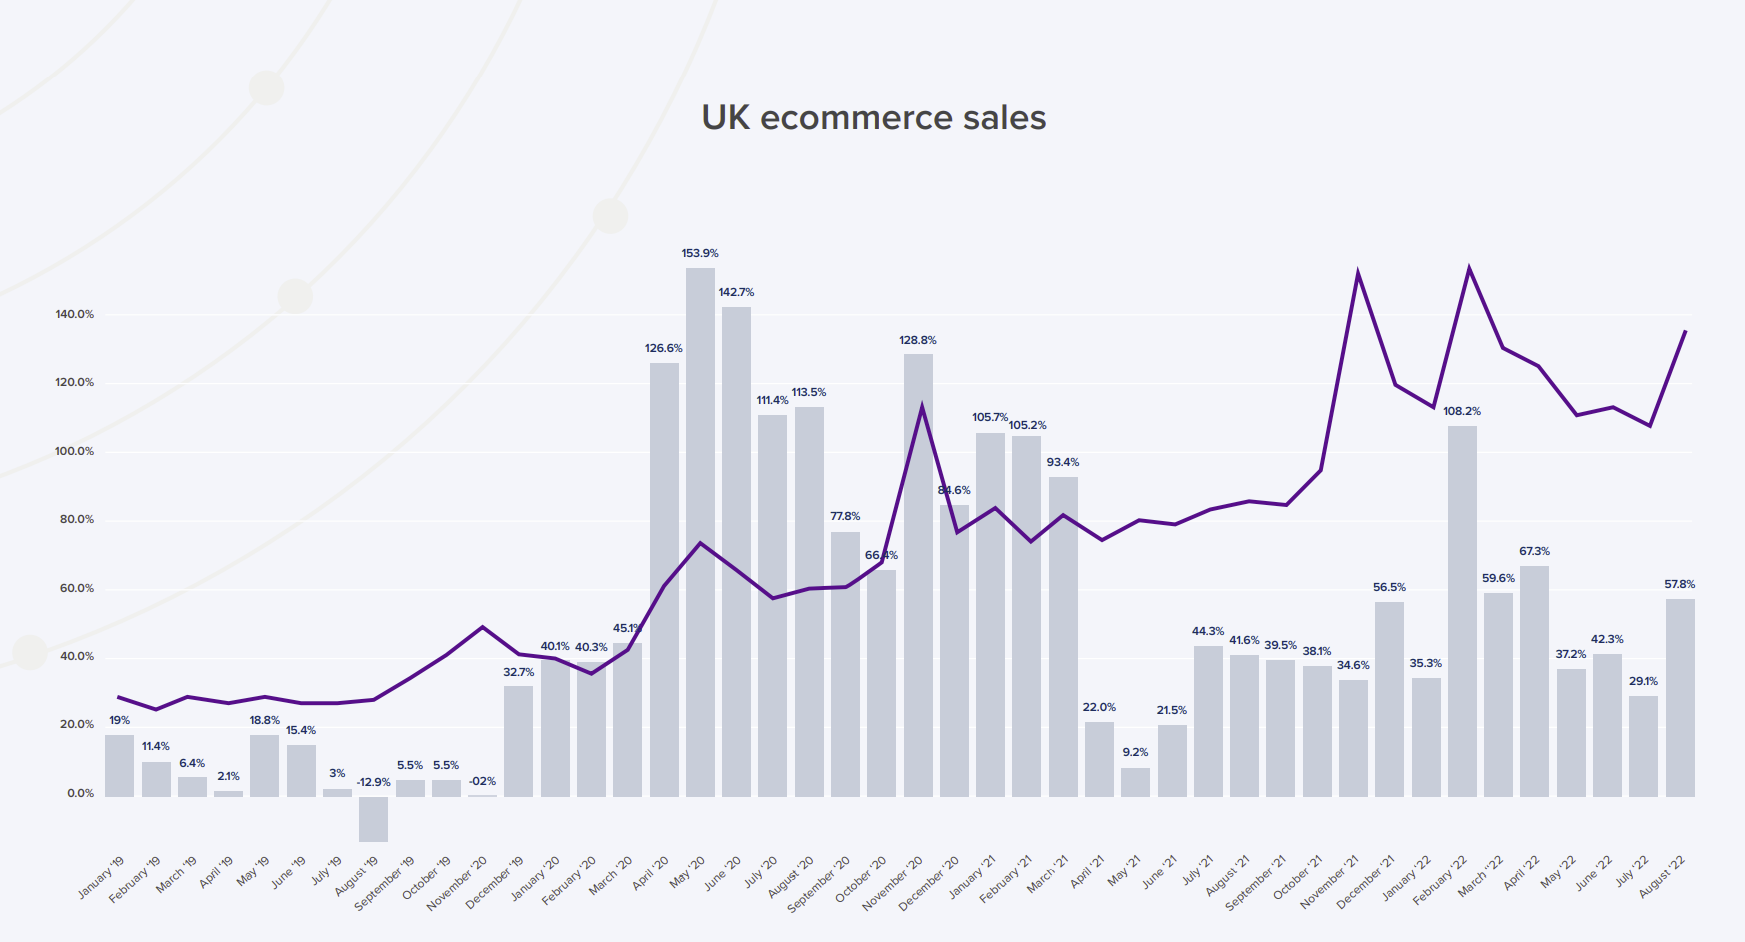 UK ecommerce sales
140.0%
120.0%
100.0%
80.0%
60.0%
40.0%
20.0%
0.0%
19%
11.4%
6.4%
2.1%
18.8%
15.4%
3%
-12.9%
5.5%
5.5%
-02%
32.7%
40.1%
40.3%
45.1%
126.6%
153.9%
142.7%
111.4%
113.5%
77.8%
66.4%
128.8%
84.6%
105.7%
105.2%
93.4%
22.0%
9.2%
21.5%
44.3%
41.6%
39.5%
38.1%
34.6%
56.5%
35.3%
108.2%
59.6%
67.3%
37.2%
42.3%
29.1%
57.8%
January '19
February '19
March '19
April '19
May '19
June '19
July '19
August '19
September '19
October '19
November '20
December '19
January '20
February '20
March '20
April '20
May '20
June '20
July '20
August '20
September '20
October '20
November '20
December '20
January '21
February '21
March '21
April '21
May '21
June '21
July '21
August '21
September '21
October '21
November '21
December '21
January '22
February '22
March '22
April '22
May '22
June '22
July '22
August '22